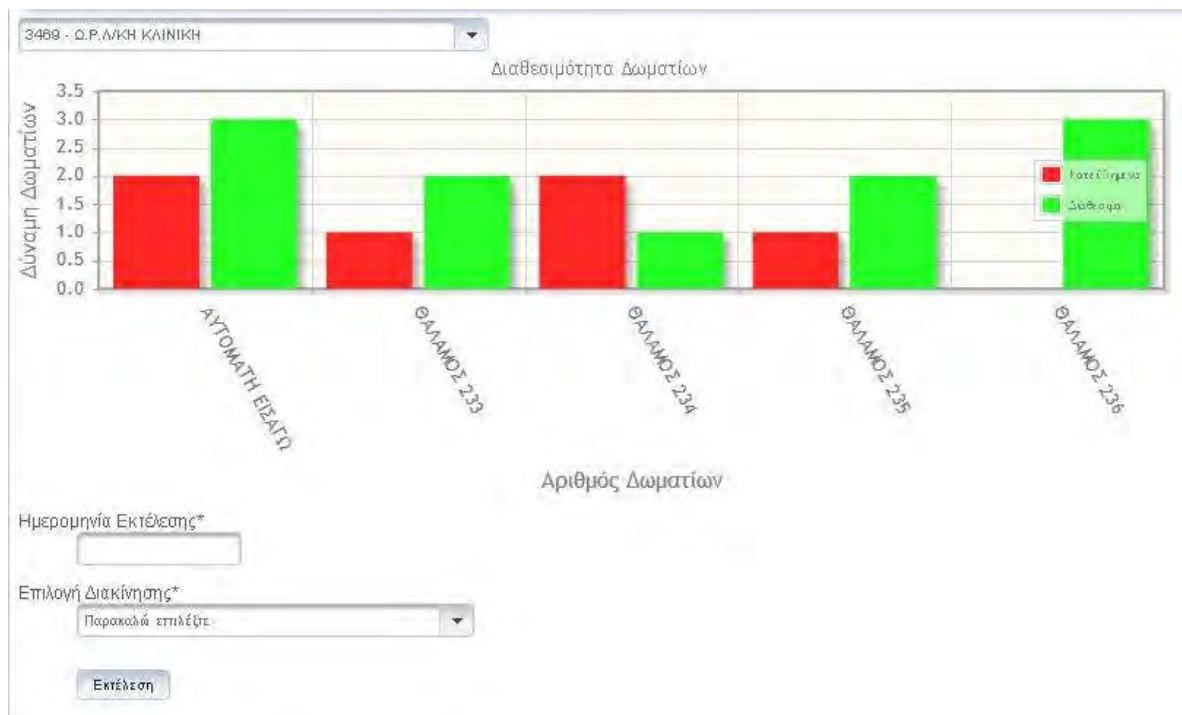 3469 - Ω.Ρ.Λ/ΚΗ ΚΛΙΝΙΚΗ
Διαθεσιμότητα Δωματίων
Δύναμη Δωματίων
3.5
3.0
2.5
2.0
1.5
1.0
0.5
0.0
Κατειλημμενα
Διαθεσιμα
ΑΥΤΟΜΑΤΗ ΕΙΣΑΓΩ
ΘΑΛΑΜΟΣ 233
ΘΑΛΑΜΟΣ 234
ΘΑΛΑΜΟΣ 235
ΘΑΛΑΜΟΣ 236
Αριθμός Δωματίων
Ημερομηνία Εκτέλεσης*
Επιλογή Διακίνησης*
Παρακαλώ επιλέξτε
Εκτέλεση